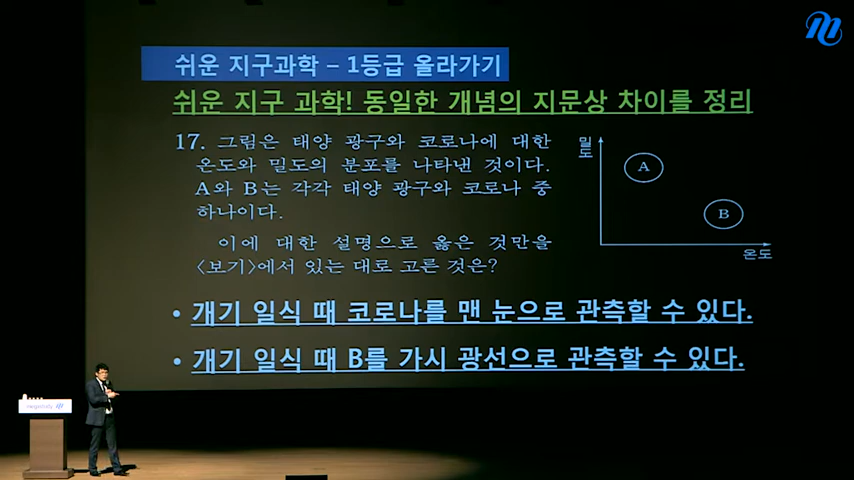 쉬운 지구과학 – 1등급 올라가기
쉬운 지구 과학! 동일한 개념의 지문상 차이를 정리
17. 그림은 태양 광구와 코로나에 대한
온도와 밀도의 분포를 나타낸 것이다.
A와 B는 각각 태양 광구와 코로나 중
하나이다.
이에 대한 설명으로 옳은 것만을
<보기>에서 있는 대로 고른 것은?
밀도
A
B
온도
• 개기 일식 때 코로나를 맨 눈으로 관측할 수 있다.
• 개기 일식 때 B를 가시 광선으로 관측할 수 있다.